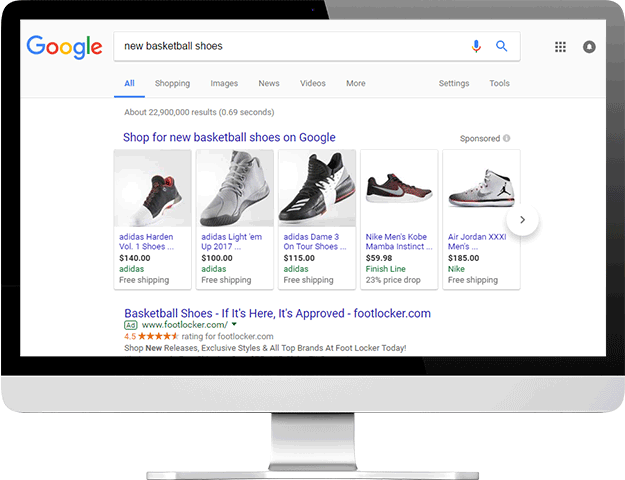 Google
new basketball shoes
All Shopping Images News Videos More Settings Tools
About 22,900,000 results (0.69 seconds)
Shop for new basketball shoes on Google
Sponsored
adidas Harden
Vol. 1 Shoes ...
$140.00
adidas
Free shipping
adidas Light 'em
Up 2017 ...
$100.00
adidas
Free shipping
adidas Dame 3
On Tour Shoes ...
$115.00
adidas
Free shipping
Nike Men's Kobe
Mamba Instinct ...
$59.98
Finish Line
23% price drop
Air Jordan XXXI
Men's ...
$185.00
Nike
Free shipping
Basketball Shoes - If It's Here, It's Approved - footlocker.com
Ad www.footlocker.com/
4.5 rating for footlocker.com
Shop New Releases, Exclusive Styles & All Top Brands At Foot Locker Today!